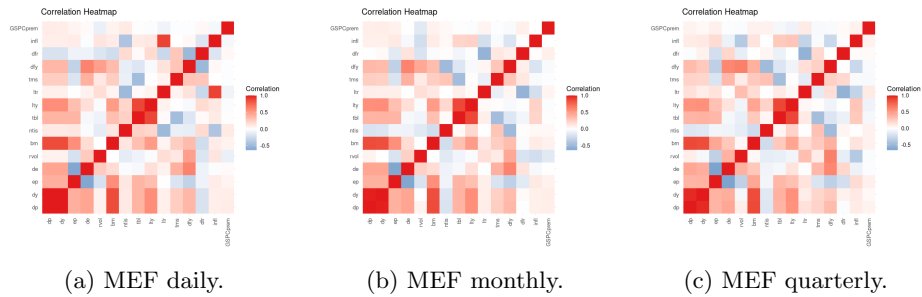 Correlation Heatmap
GSPCprem
infl
dfr
dfy
tms
ltr
lty
tbl
ntis
bm
rvol
de
ep
dy
dp
dp dy ep de rvol bm ntis tbl lty ltr tms dfy dfr infl GSPCprem
Correlation
1.0
0.5
0.0
-0.5
(a) MEF daily.
Correlation Heatmap
GSPCprem
infl
dfr
dfy
tms
ltr
lty
tbl
ntis
bm
rvol
de
ep
dy
dp
dp dy ep de rvol bm ntis tbl lty ltr tms dfy dfr infl GSPCprem
Correlation
1.0
0.5
0.0
-0.5
(b) MEF monthly.
Correlation Heatmap
GSPCprem
infl
dfr
dfy
tms
ltr
lty
tbl
ntis
bm
rvol
de
ep
dy
dp
dp dy ep de rvol bm ntis tbl lty ltr tms dfy dfr infl GSPCprem
Correlation
1.0
0.5
0.0
-0.5
(c) MEF quarterly.